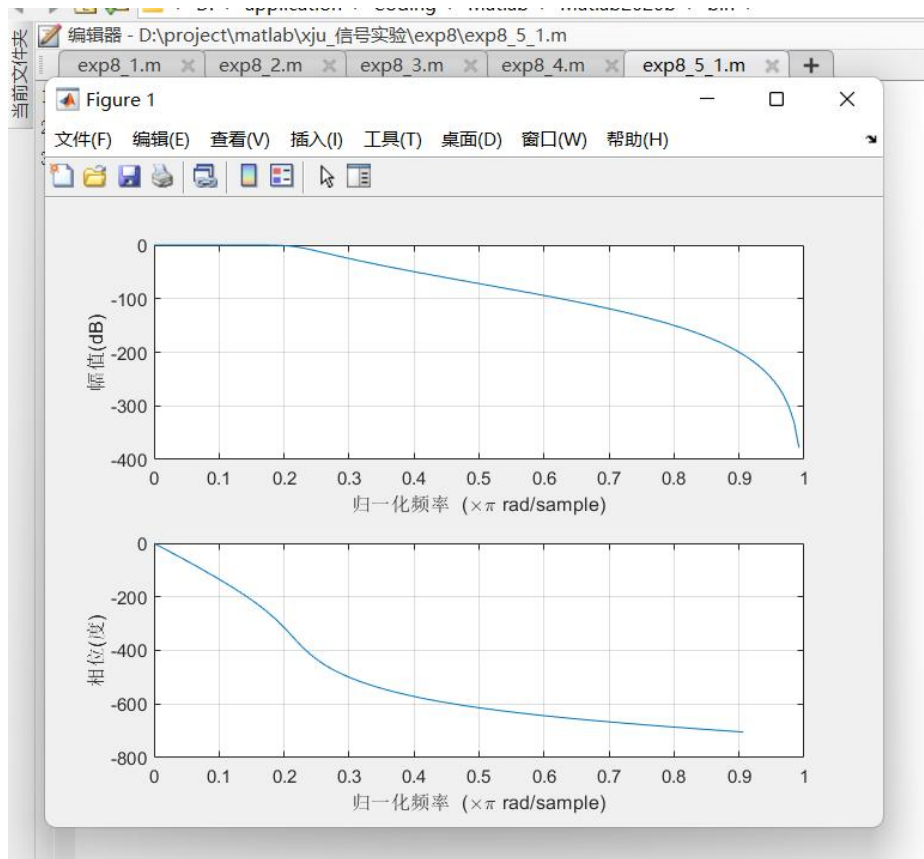 编辑器 - D:\project\matlab\xju_信号实验\exp8\exp8_5_1.m
当前文件夹
exp8_1.m exp8_2.m exp8_3.m exp8_4.m exp8_5_1.m +
Figure 1
文件(F) 编辑(E) 查看(V) 插入(I) 工具(T) 桌面(D) 窗口(W) 帮助(H)
幅值(dB)
0
-100
-200
-300
-400
0 0.1 0.2 0.3 0.4 0.5 0.6 0.7 0.8 0.9 1
归一化频率 (×π rad/sample)
相位(度)
0
-200
-400
-600
-800
0 0.1 0.2 0.3 0.4 0.5 0.6 0.7 0.8 0.9 1
归一化频率 (×π rad/sample)